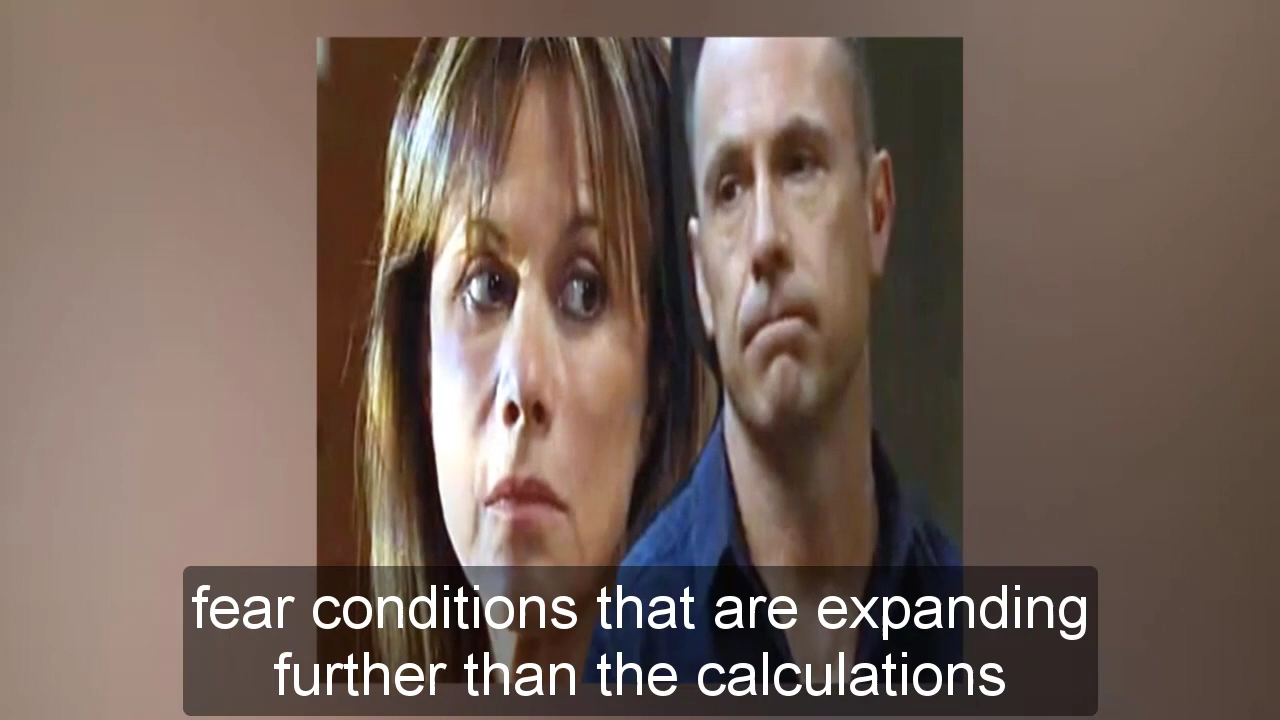 fear conditions that are expanding
further than the calculations